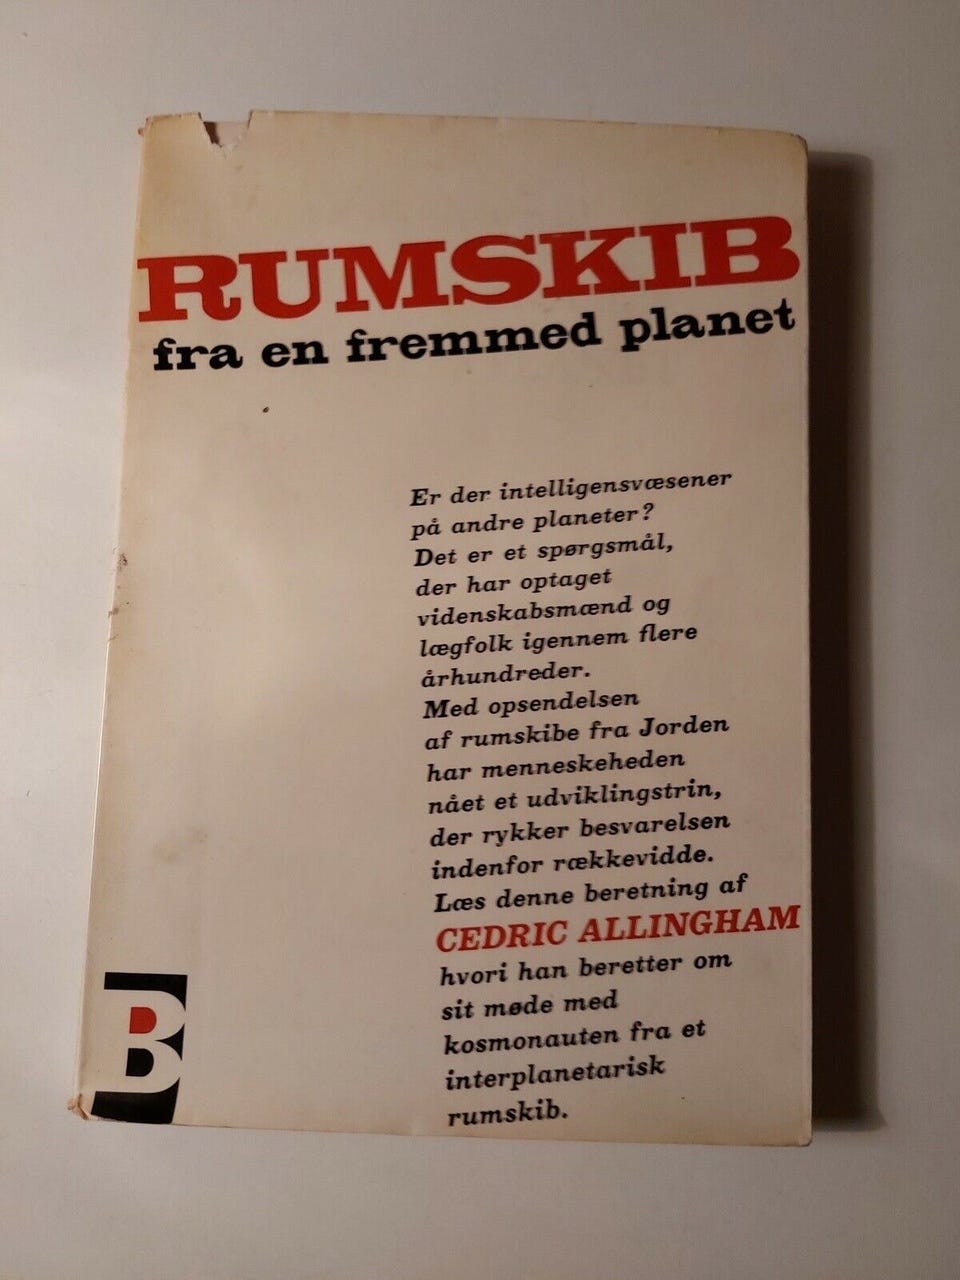 RUMSKIB
fra en fremmed planet
Er der intelligensvæsener
på andre planeter?
Det er et spørgsmål,
der har optaget
videnskabsmænd og
lægfolk igennem flere
århundreder.
Med opsendelsen
af rumskibe fra Jorden
har menneskeheden
nået et udviklingstrin,
der rykker besvarelsen
indenfor rækkevidde.
Læs denne beretning af
CEDRIC ALLINGHAM
hvori han beretter om
sit møde med
kosmonauten fra et
interplanetarisk
rumskib.
B